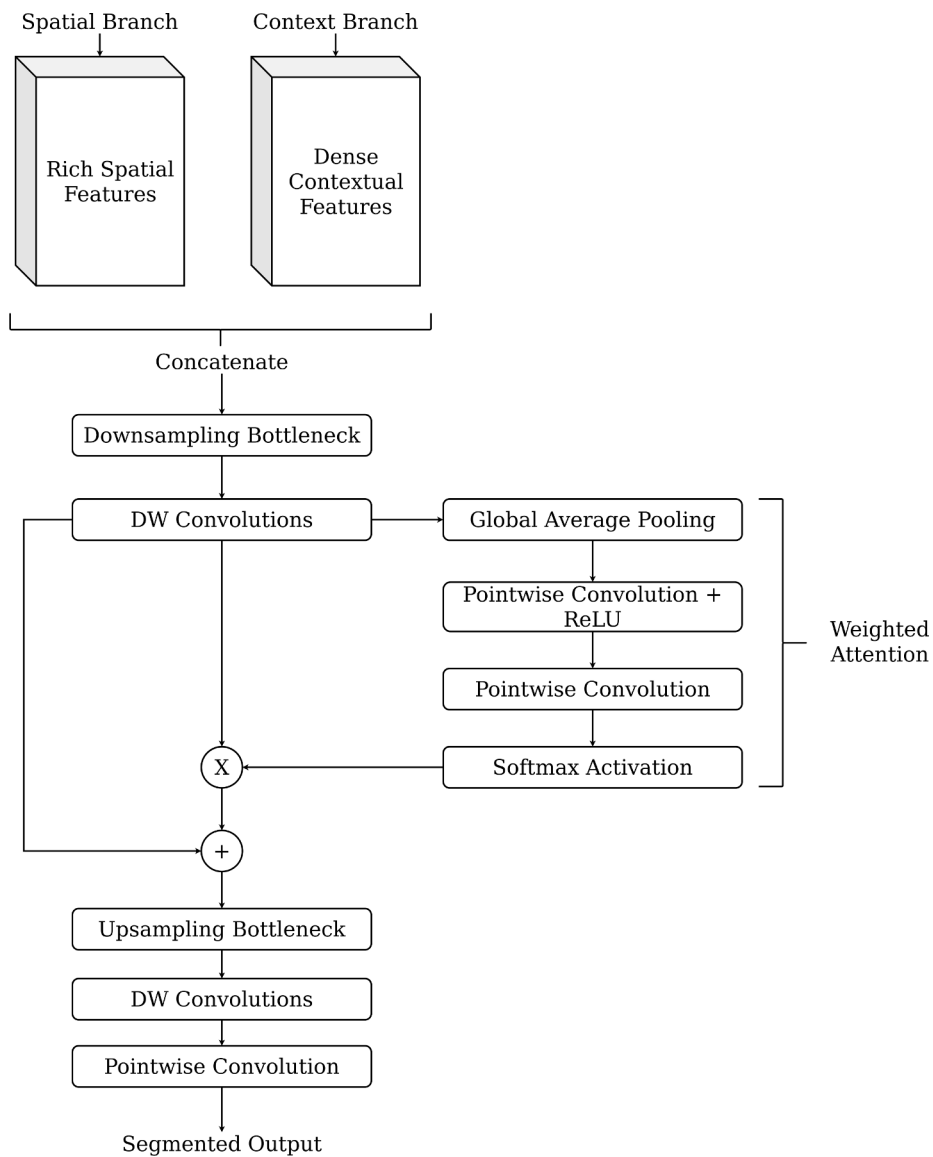 Spatial Branch
Context Branch
Rich Spatial
Features
Dense
Contextual
Features
Concatenate
Downsampling Bottleneck
DW Convolutions
Global Average Pooling
Pointwise Convolution +
ReLU
Weighted
Attention
Pointwise Convolution
X
Softmax Activation
+
Upsampling Bottleneck
DW Convolutions
Pointwise Convolution
Segmented Output